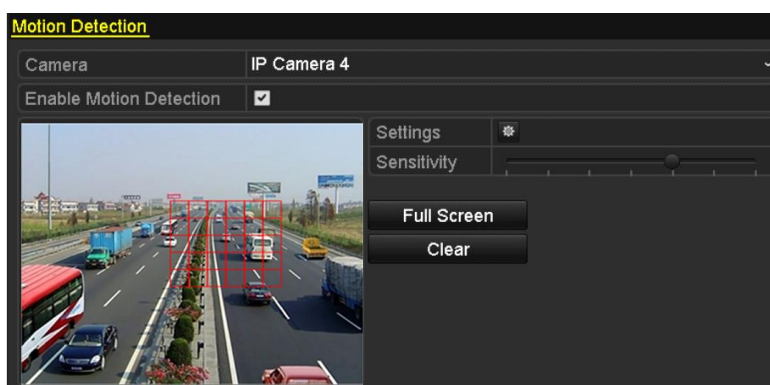 Motion Detection
Camera IP Camera 4
Enable Motion Detection
Settings
Sensitivity
Full Screen
Clear